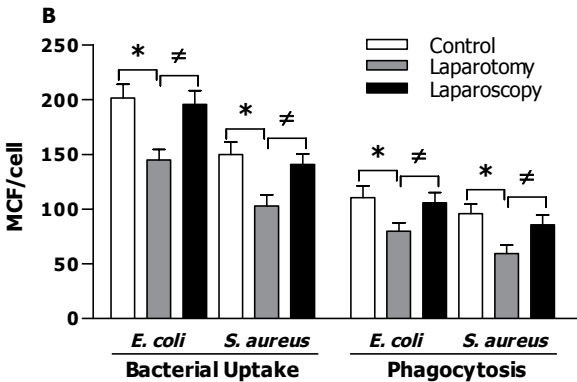 B
250
200
150
100
50
0
MCF/cell
Control
Laparotomy
Laparoscopy
* ≠
* ≠
* ≠
* ≠
E. coli S. aureus E. coli S. aureus
Bacterial Uptake Phagocytosis